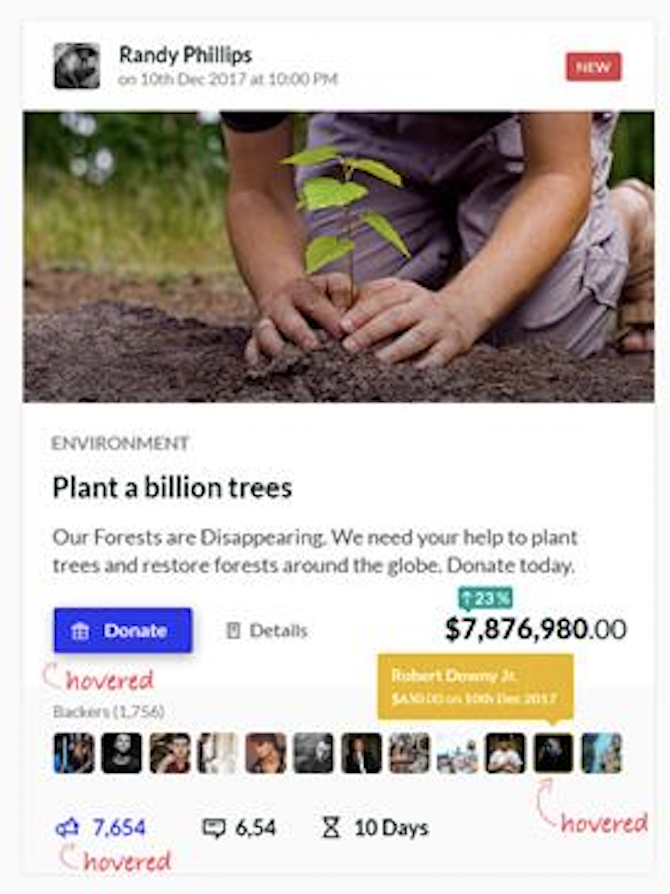 Randy Phillips
on 10th Dec 2017 at 10:00 PM
NEW
ENVIRONMENT
Plant a billion trees
Our Forests are Disappearing. We need your help to plant
trees and restore forests around the globe. Donate today.
↑23%
Donate
Details
$7,876,980.00
hovered
Robert Downy Jr.
on 10th Dec 2017
Backers (1,756)
hovered
7,654
6,54
10 Days
hovered